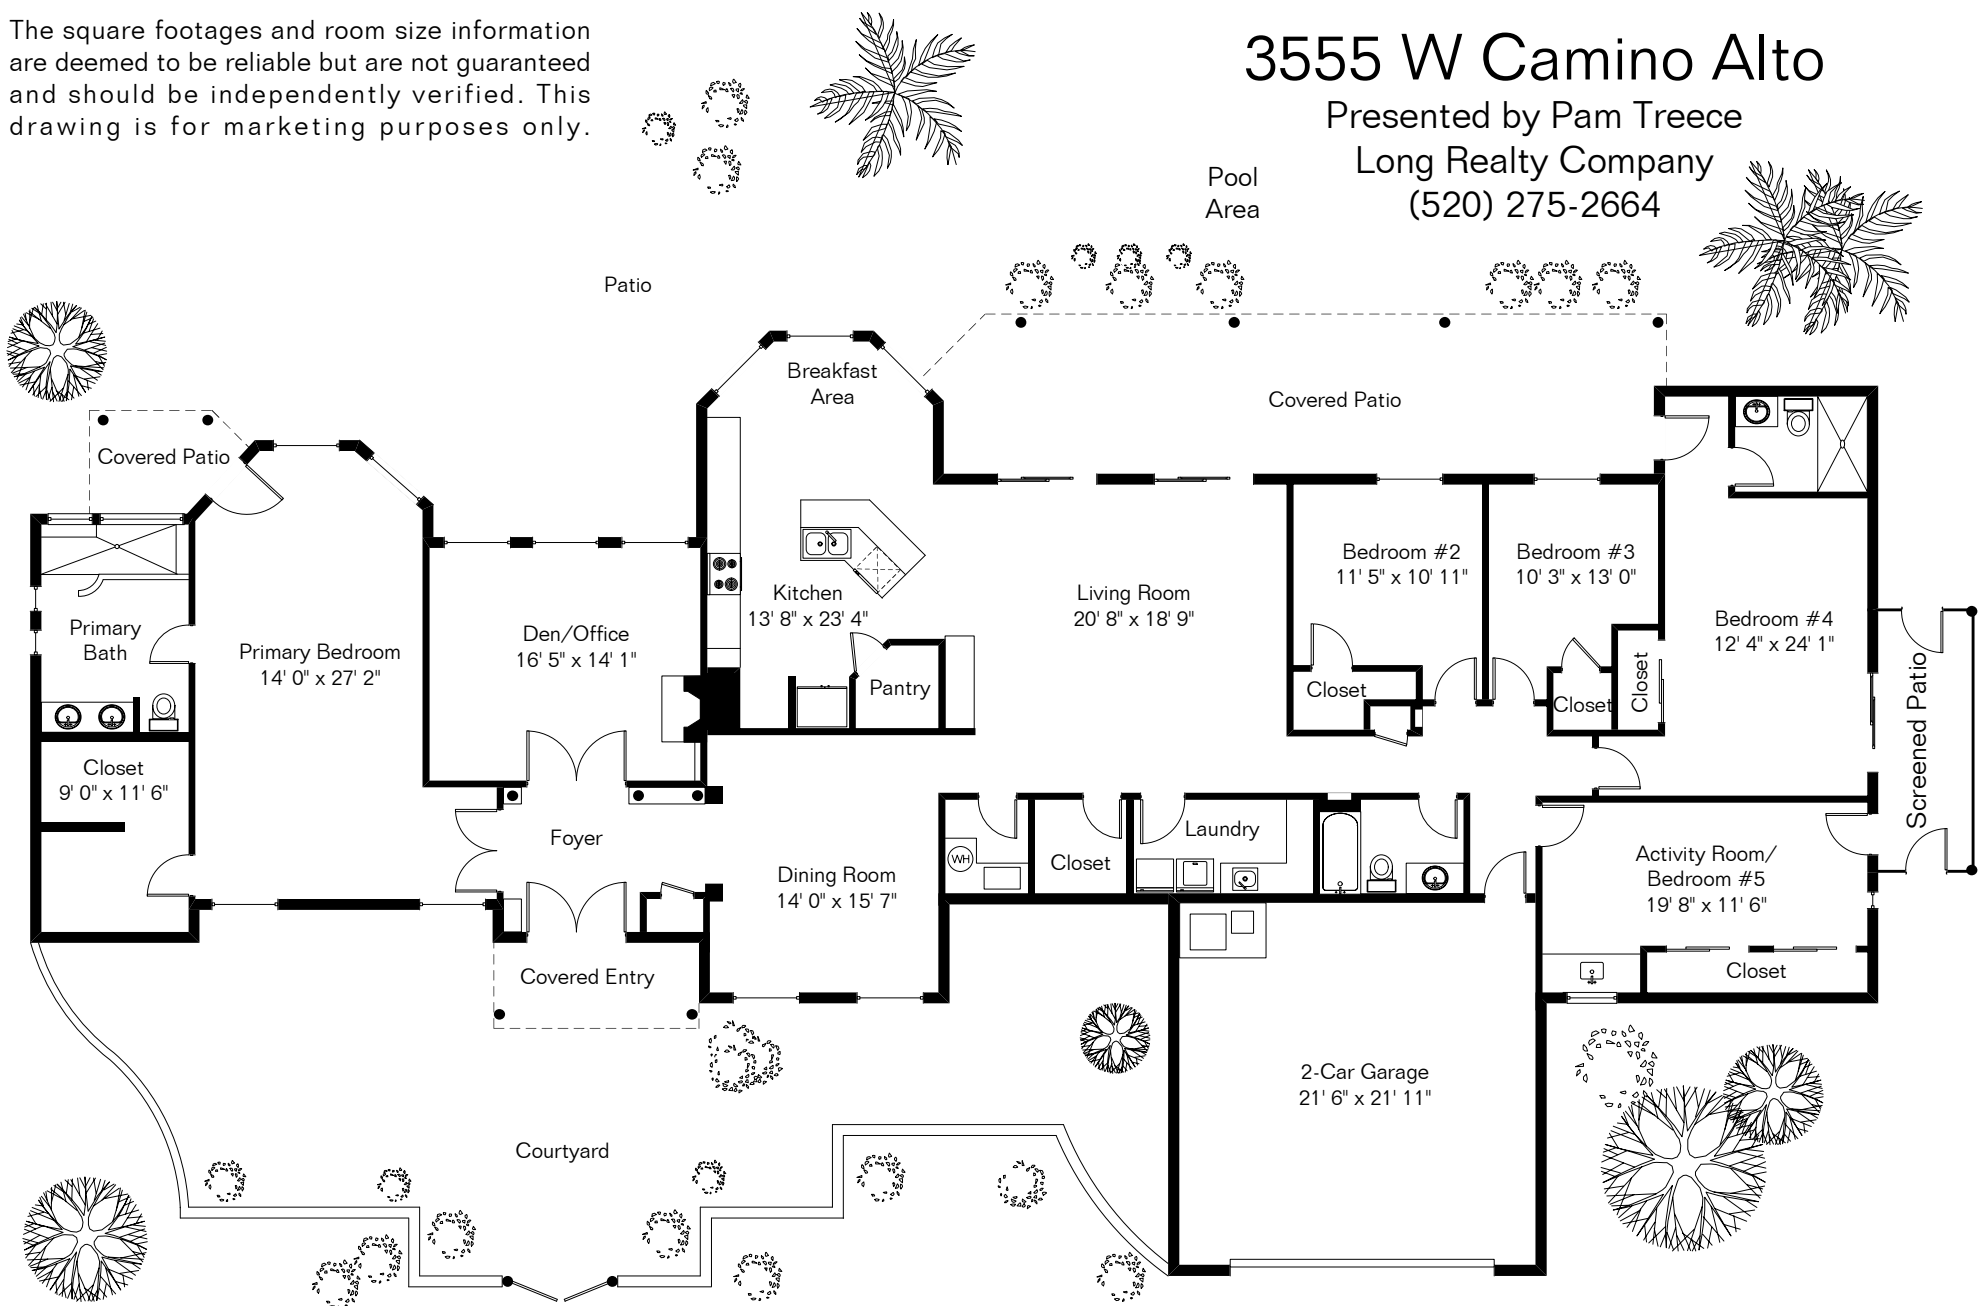 The square footages and room size information
are deemed to be reliable but are not guaranteed
and should be independently verified. This
drawing is for marketing purposes only.
3555 W Camino Alto
Presented by Pam Treece
Long Realty Company
(520) 275-2664
Pool
Area
Patio
Breakfast
Area
Covered Patio
Covered Patio
Primary
Bath
Primary Bedroom
14' 0" x 27' 2"
Den/Office
16' 5" x 14' 1"
Kitchen
13' 8" x 23' 4"
Pantry
Living Room
20' 8" x 18' 9"
Bedroom #2
11' 5" x 10' 11"
Closet
Bedroom #3
10' 3" x 13' 0"
Closet
Closet
Bedroom #4
12' 4" x 24' 1"
Screened Patio
Closet
9' 0" x 11' 6"
Foyer
Dining Room
14' 0" x 15' 7"
WH
Closet
Laundry
Activity Room/
Bedroom #5
19' 8" x 11' 6"
Closet
Covered Entry
2-Car Garage
21' 6" x 21' 11"
Courtyard